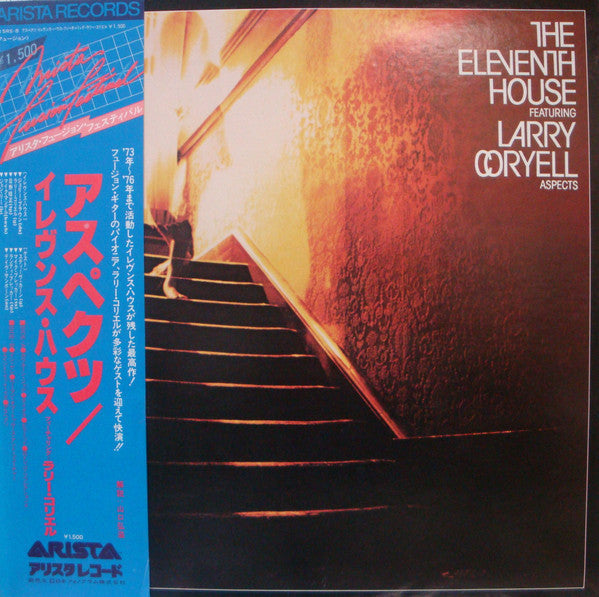 ARISTA RECORDS
¥1,500
Arista Fusion Festival
アリスタ・フュージョン フェスティバル
アスペクツ/
イレヴンス・ハウス
ラリー・コリエル
'73年〜'76年まで活動したイレヴンス・ハウスが残した最高作!
フュージョン・ギターのパイオニア、ラリー・コリエルが多彩なゲストを迎えて快演!!
¥1,500
ARISTA
アリスタレコード
THE
ELEVENTH
HOUSE
FEATURING
LARRY
CORYELL
ASPECTS